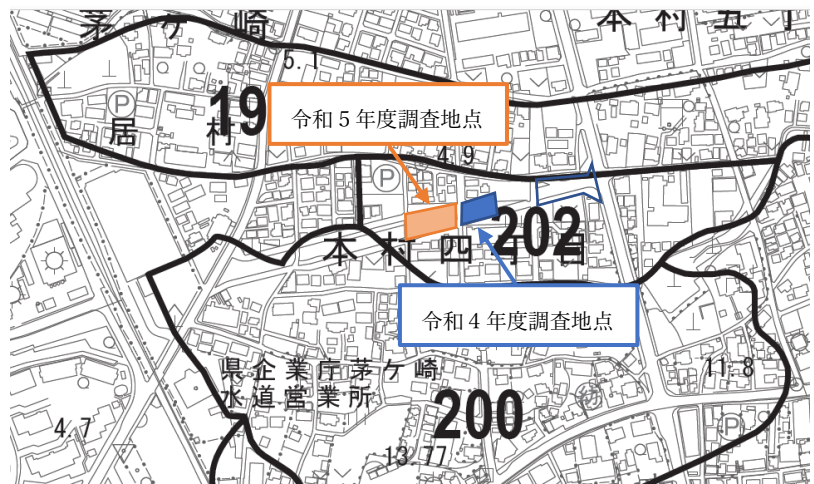 茅ヶ崎
本村五丁
5.1
P
19
居村
令和５年度調査地点
4.9
P
202
本村四丁目
令和４年度調査地点
県企業庁茅ケ崎
水道営業所
11.8
200
P
4.7
13.77